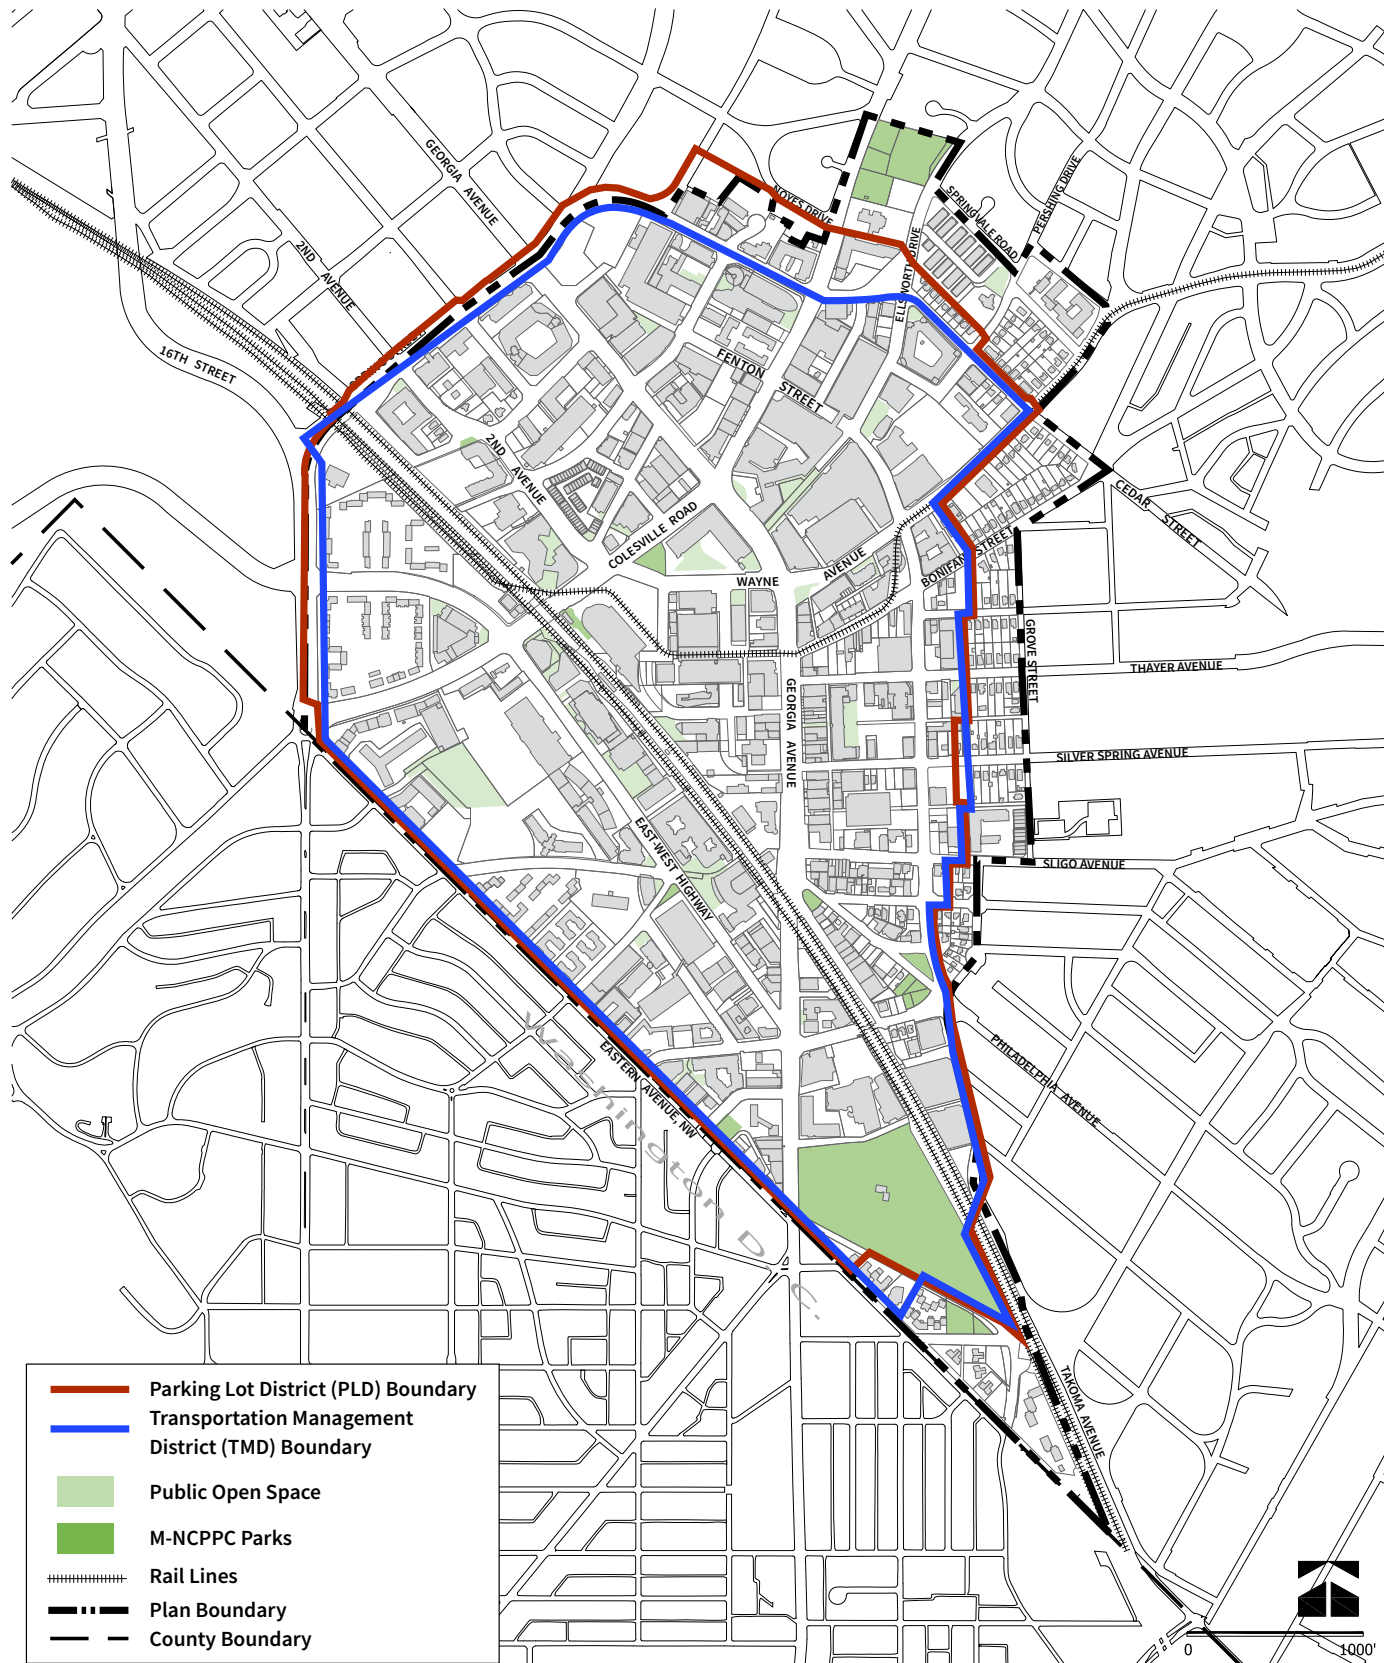 GEORGIA AVENUE
NOYES DRIVE
SPRINGVALE ROAD
PERSHING DRIVE
2ND AVENUE
ELLSWORTH DRIVE
16TH STREET
FENTON STREET
2ND AVENUE
COLESVILLE ROAD
CEDAR STREET
WAYNE AVENUE
BONIFANT STREET
GROVE STREET
THAYER AVENUE
GEORGIA AVENUE
SILVER SPRING AVENUE
EAST-WEST HIGHWAY
SLIGO AVENUE
Washington D.C.
EASTERN AVENUE, NW
PHILADELPHIA AVENUE
TAKOMA AVENUE
Parking Lot District (PLD) Boundary
Transportation Management
District (TMD) Boundary
Public Open Space
M-NCPPC Parks
Rail Lines
Plan Boundary
County Boundary
0 1000'